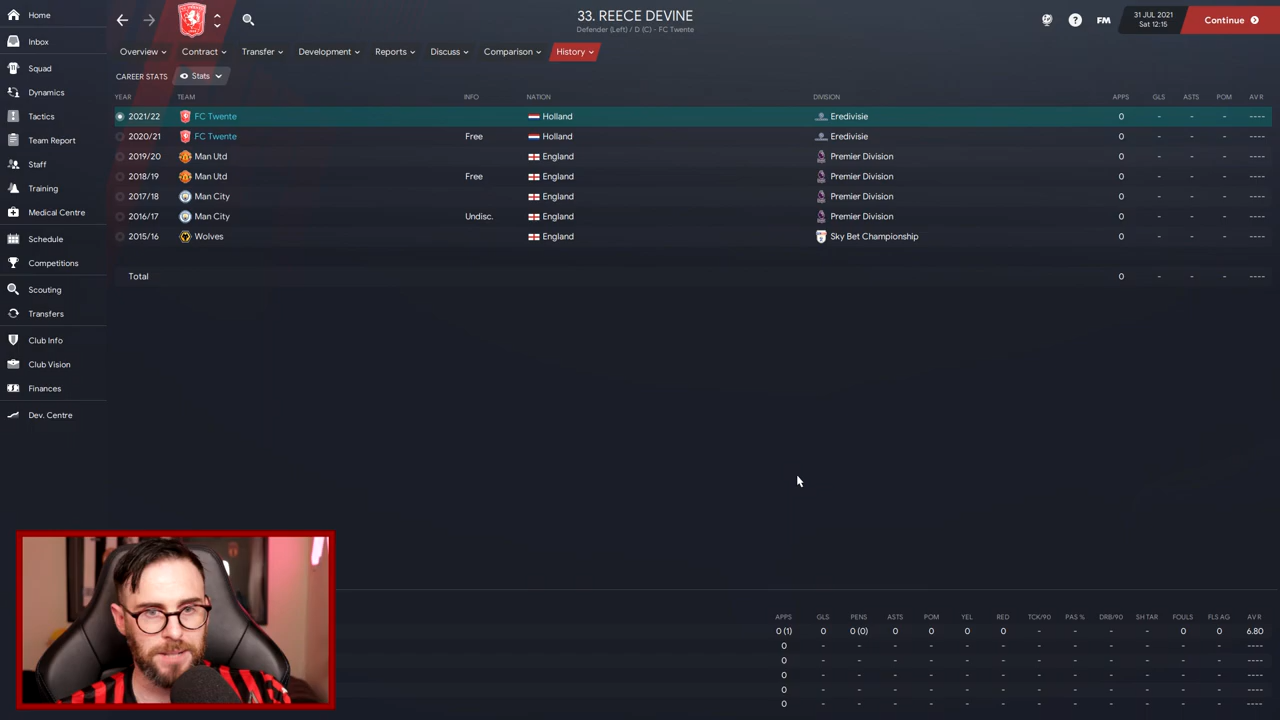 Home
33. REECE DEVINE
Defender (Left) / D (C) - FC Twente
FM
31 JUL 2021
Sat 12:15
Continue
Inbox
Squad
Dynamics
Tactics
Team Report
Staff
Training
Medical Centre
Schedule
Competitions
Scouting
Transfers
Club Info
Club Vision
Finances
Dev. Centre
Overview Contract Transfer Development Reports Discuss Comparison History
CAREER STATS Stats
YEAR TEAM INFO NATION DIVISION APPS GLS ASTS POM AV R
2021/22 FC Twente Holland Eredivisie 0 - - - ----
2020/21 FC Twente Free Holland Eredivisie 0 - - - ----
2019/20 Man Utd England Premier Division 0 - - - ----
2018/19 Man Utd Free England Premier Division 0 - - - ----
2017/18 Man City England Premier Division 0 - - - ----
2016/17 Man City Undisc. England Premier Division 0 - - - ----
2015/16 Wolves England Sky Bet Championship 0 - - - ----
Total 0 - - - ----
APPS GLS PENS ASTS POM YEL RED TCK/90 PAS % DRB/90 SH TAR FOULS FLS AG AV R
0 (1) 0 0 (0) 0 0 0 0 - - - - 0 0 6.80
0 - - - - - - - - - - - - ----
0 - - - - - - - - - - - - ----
0 - - - - - - - - - - - - ----
0 - - - - - - - - - - - - ----
0 - - - - - - - - - - - - ----